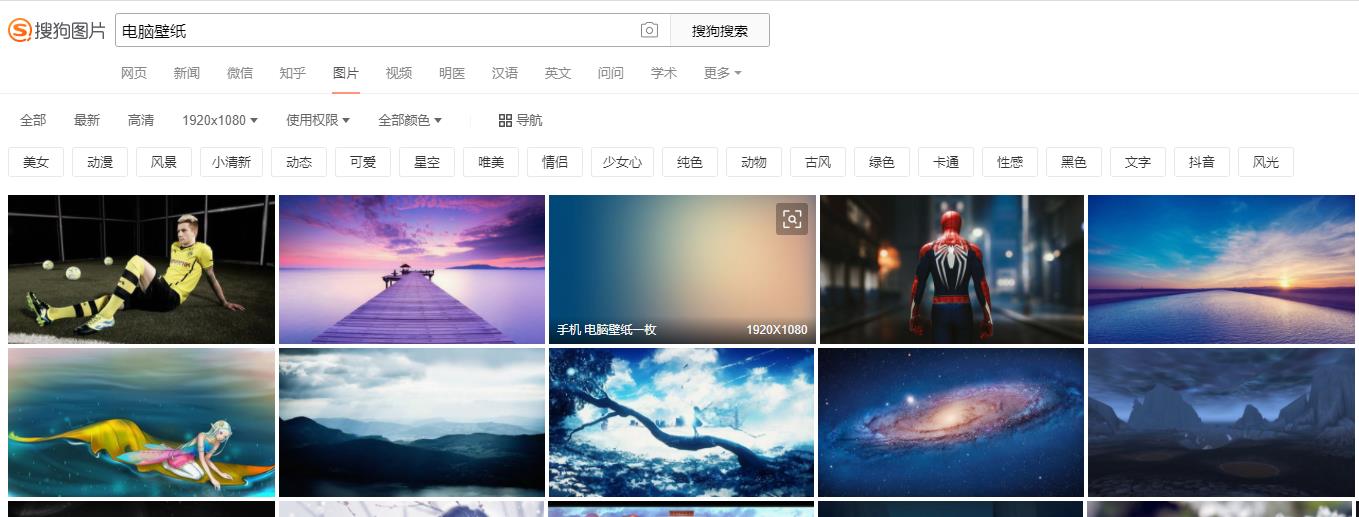 搜狗图片 电脑壁纸 搜狗搜索
网页 新闻 微信 知乎 图片 视频 明医 汉语 英文 问问 学术 更多
全部 最新 高清 1920x1080 使用权限 全部颜色 导航
美女 动漫 风景 小清新 动态 可爱 星空 唯美 情侣 少女心 纯色 动物 古风 绿色 卡通 性感 黑色 文字 抖音 风光
手机 电脑壁纸一枚 1920X1080